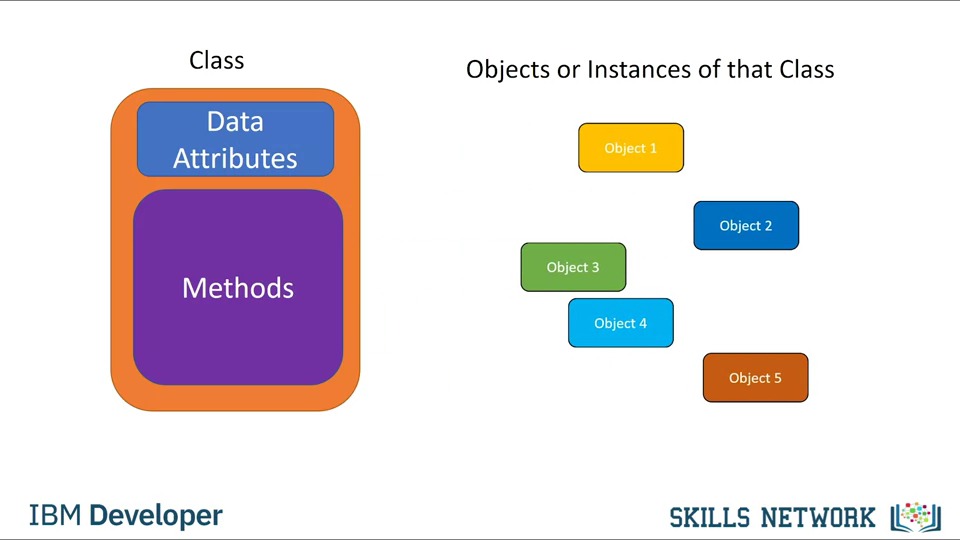 Class
Objects or Instances of that Class
Data
Attributes
Methods
Object 1
Object 2
Object 3
Object 4
Object 5
IBM Developer
SKILLS NETWORK